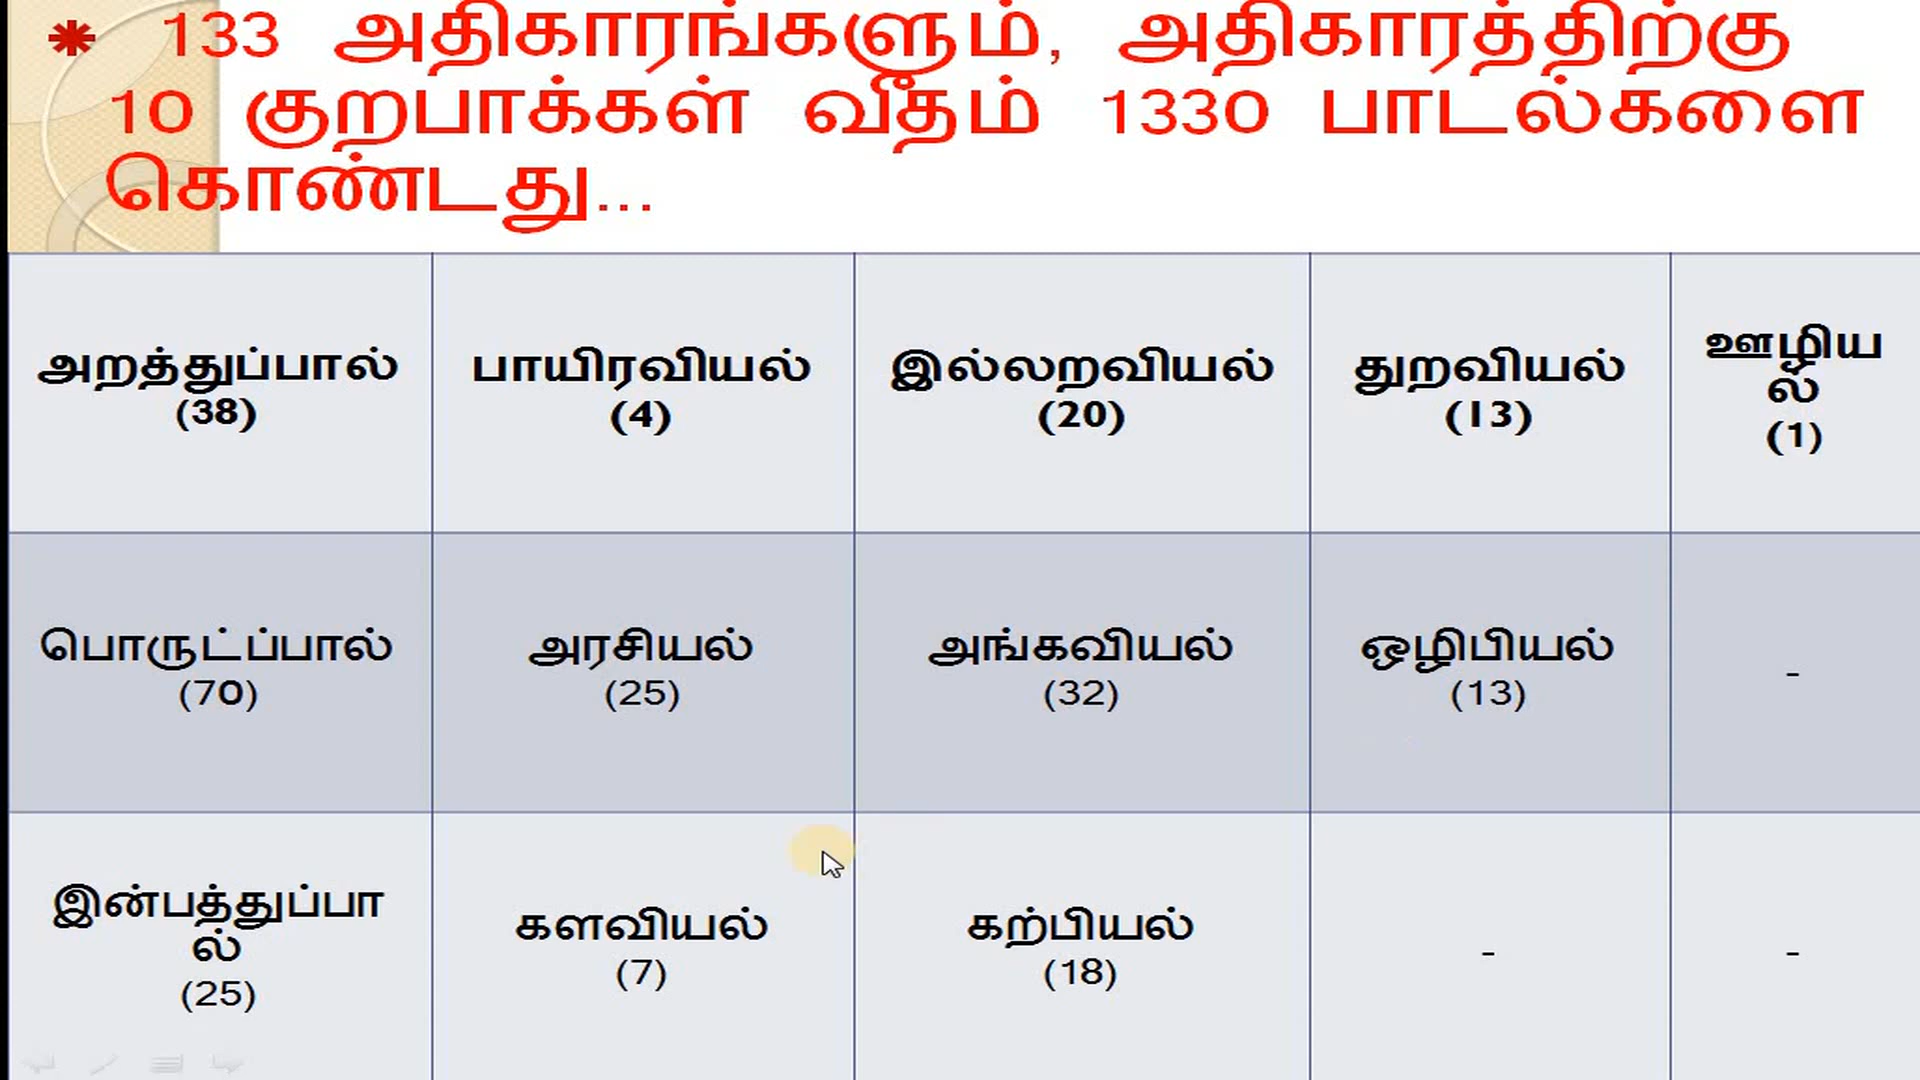 133 அதிகாரங்களும், அதிகாரத்திற்கு
10 குறபாக்கள் வீதம் 1330 பாடல்களை
கொண்டது...
அறத்துப்பால்
(38)
பாயிரவியல்
(4)
இல்லறவியல்
(20)
துறவியல்
(13)
ஊழிய
ல்
(1)
பொருட்ப்பால்
(70)
அரசியல்
(25)
அங்கவியல்
(32)
ஒழிபியல்
(13)
-
இன்பத்துப்பா
ல்
(25)
களவியல்
(7)
கற்பியல்
(18)
-
-